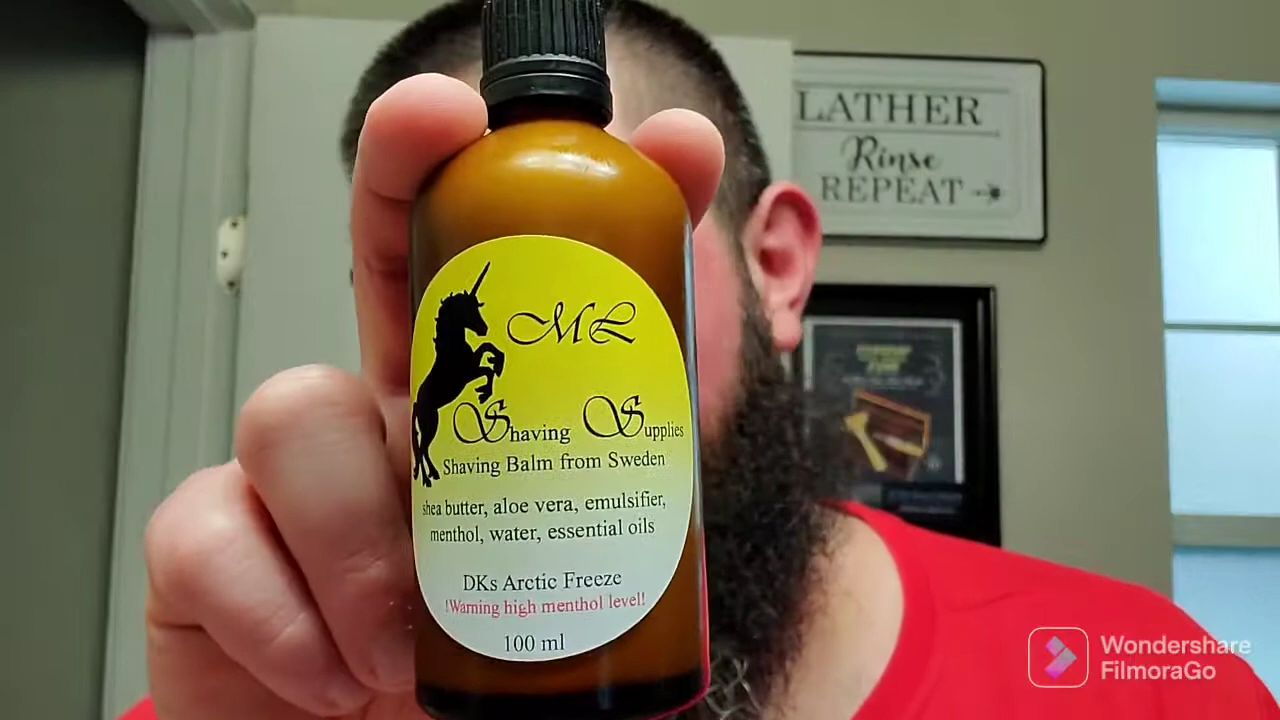 LATHER
Rinse
REPEAT
ML
Shaving Supplies
Shaving Balm from Sweden
shea butter, aloe vera, emulsifier,
menthol, water, essential oils
DKs Arctic Freeze
!Warning high menthol level!
100 ml
Wondershare
FilmoraGo